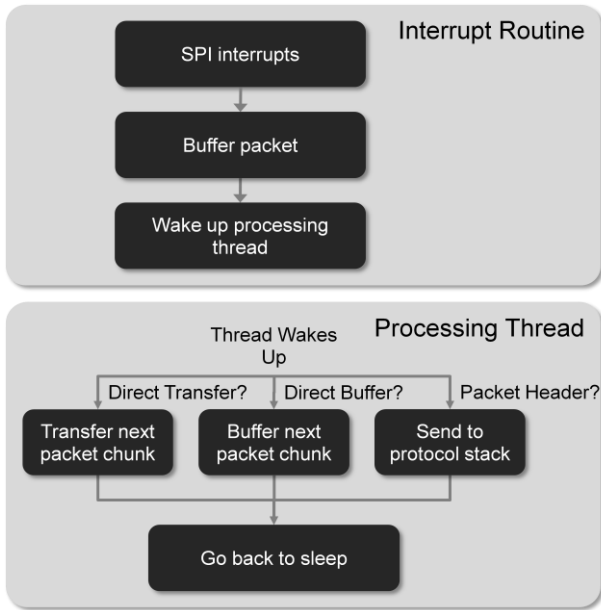 Interrupt Routine
SPI interrupts
Buffer packet
Wake up processing
thread
Processing Thread
Thread Wakes
Up
Direct Transfer?
Direct Buffer?
Packet Header?
Transfer next
packet chunk
Buffer next
packet chunk
Send to
protocol stack
Go back to sleep